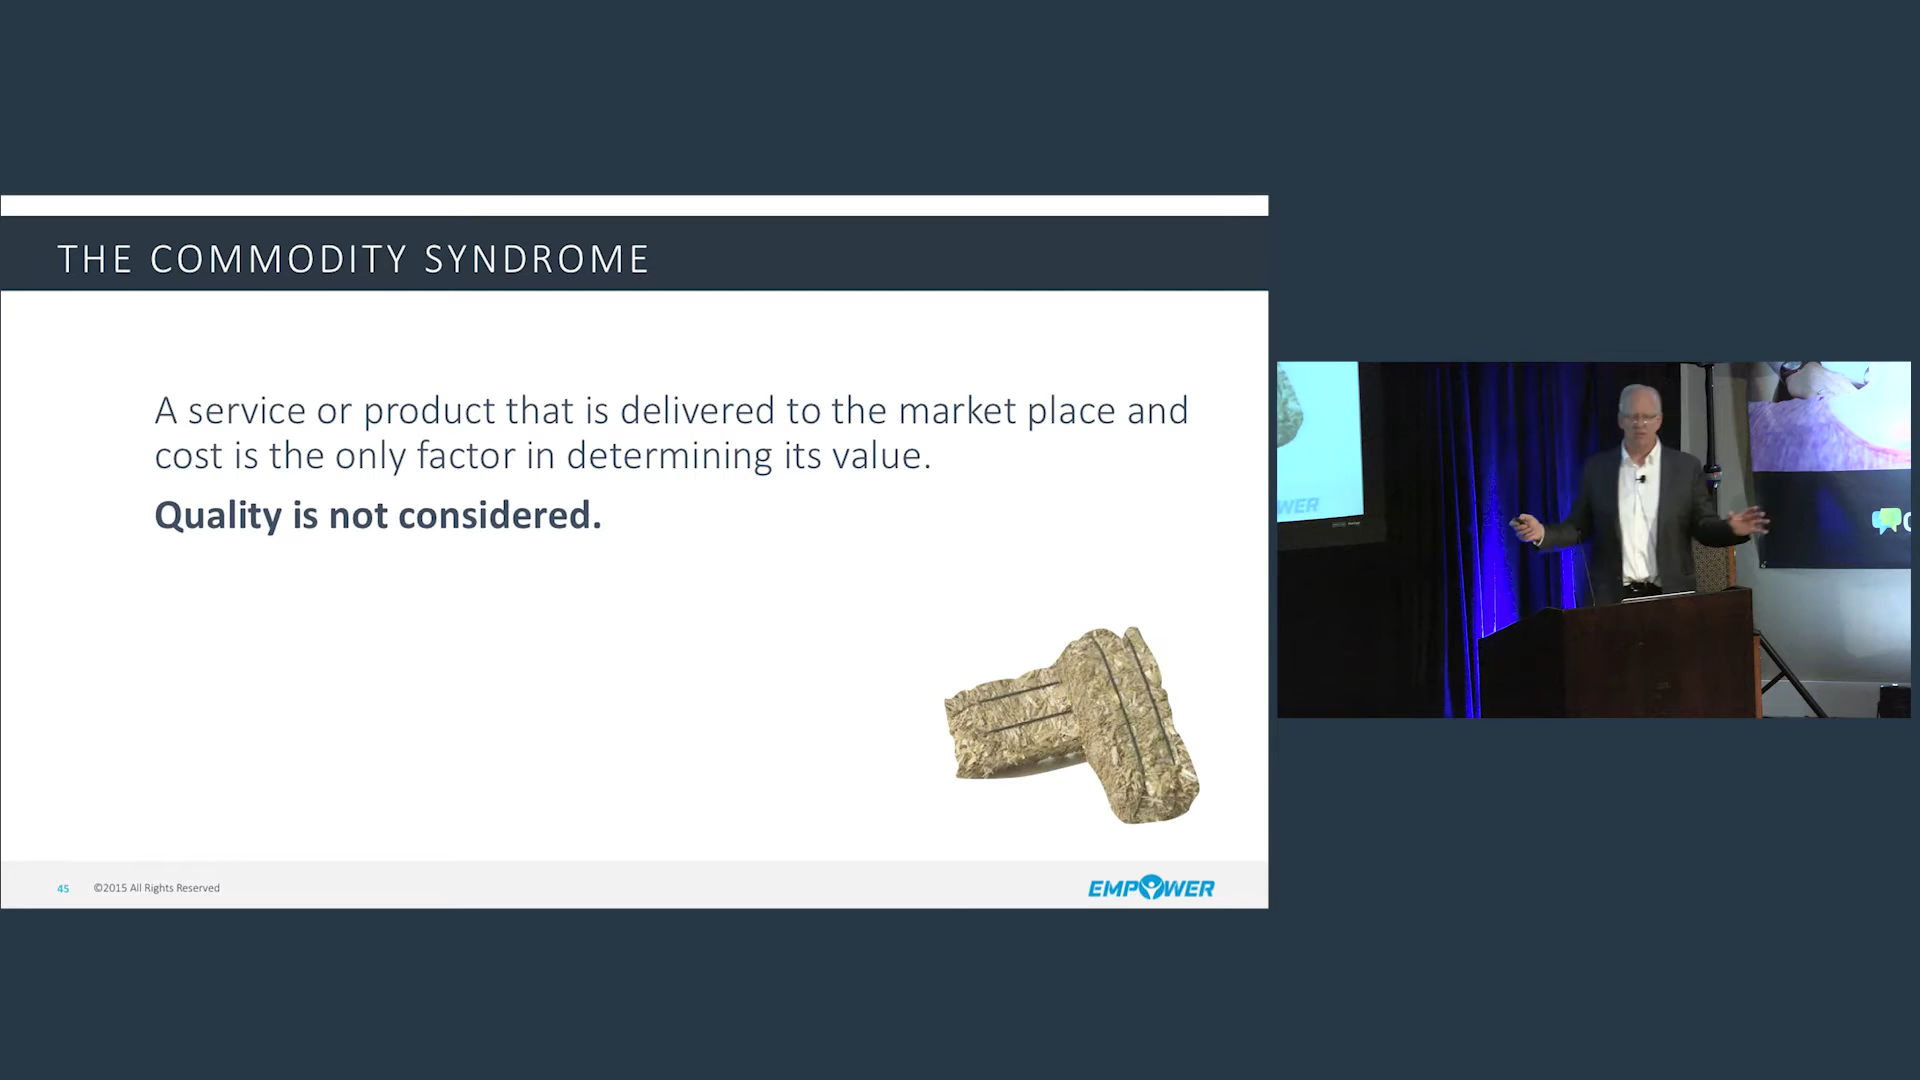 THE COMMODITY SYNDROME
A service or product that is delivered to the market place and
cost is the only factor in determining its value.
Quality is not considered.
45 ©2015 All Rights Reserved
EMPOWER
WER